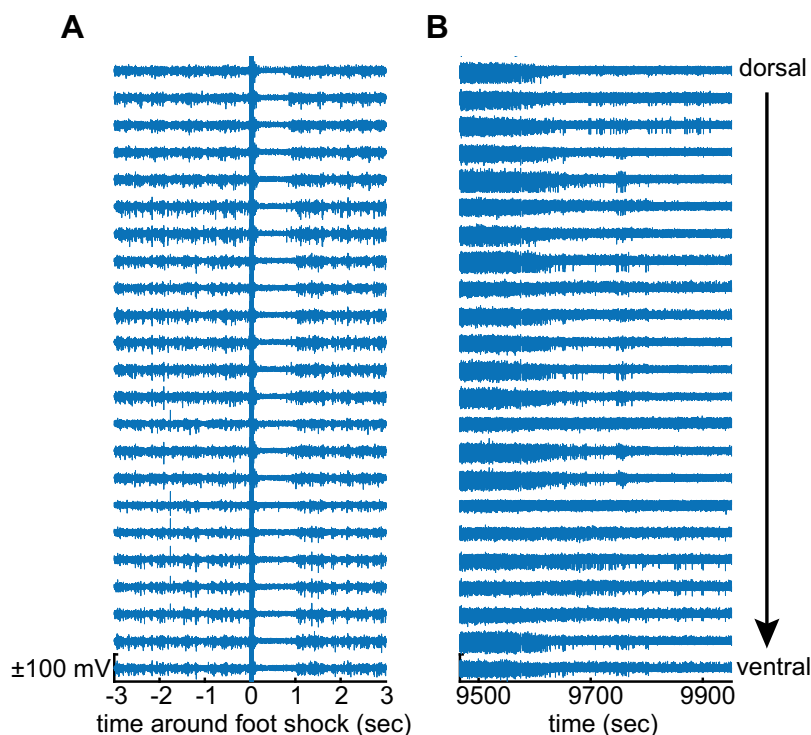 A
B
dorsal
±100 mV
ventral
-3 -2 -1 0 1 2 3
9500 9700 9900
time around foot shock (sec)
time (sec)